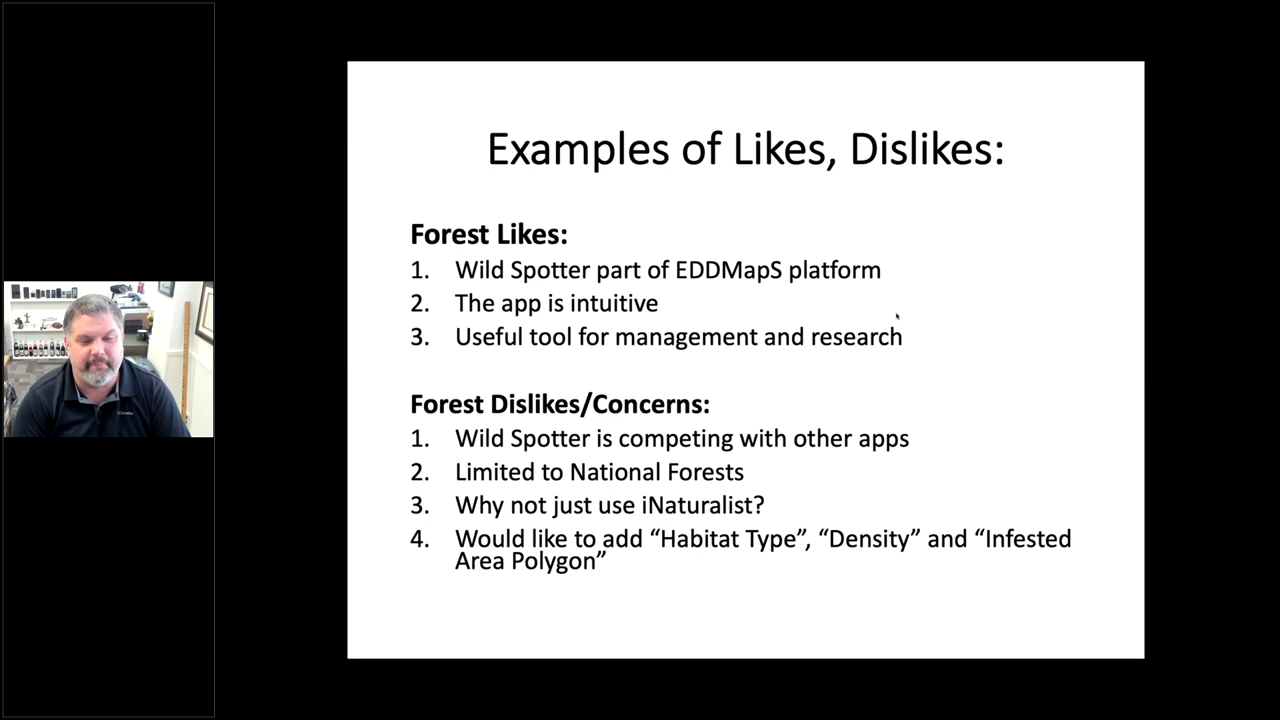 Examples of Likes, Dislikes:
Forest Likes:
1. Wild Spotter part of EDDMapS platform
2. The app is intuitive
3. Useful tool for management and research
Forest Dislikes/Concerns:
1. Wild Spotter is competing with other apps
2. Limited to National Forests
3. Why not just use iNaturalist?
4. Would like to add “Habitat Type”, “Density” and “Infested
Area Polygon”